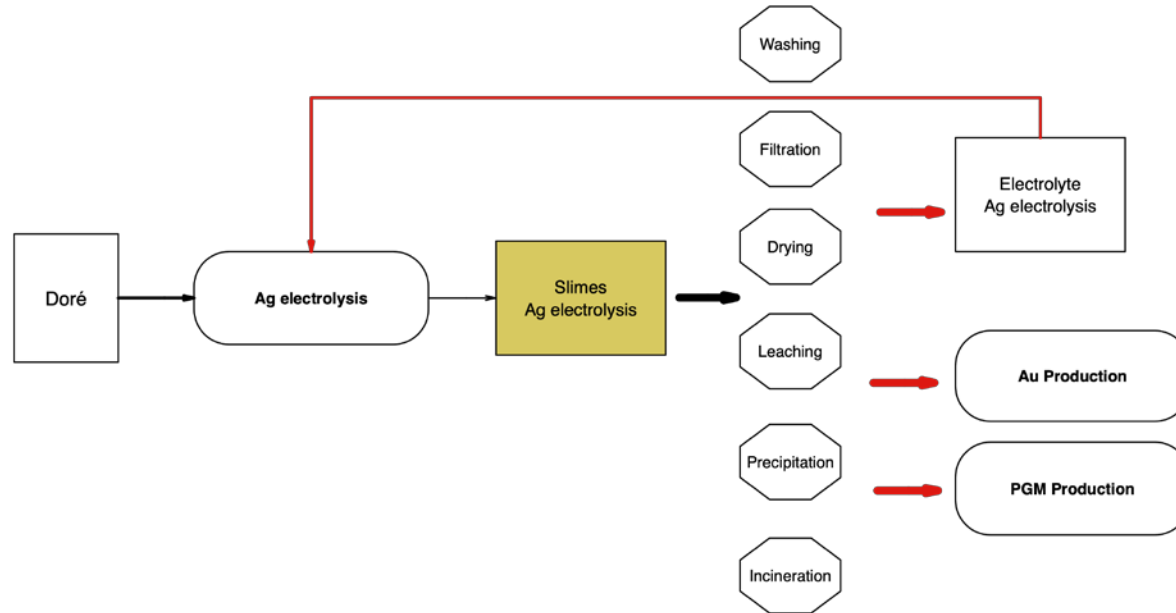 Washing
Filtration
Electrolyte
Ag electrolysis
Drying
Doré
Ag electrolysis
Slimes
Ag electrolysis
Leaching
Au Production
Precipitation
PGM Production
Incineration